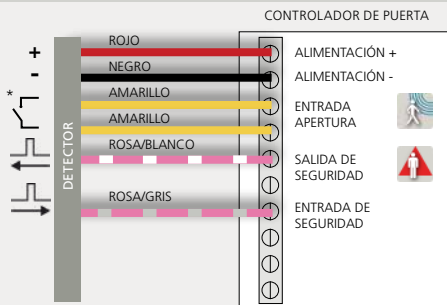 CONTROLADOR DE PUERTA
ROJO
+
ALIMENTACIÓN +
NEGRO
-
ALIMENTACIÓN -
AMARILLO
*
ENTRADA
APERTURA
AMARILLO
DETECTOR
ROSA/BLANCO
SALIDA DE
SEGURIDAD
ROSA/GRIS
ENTRADA DE
SEGURIDAD